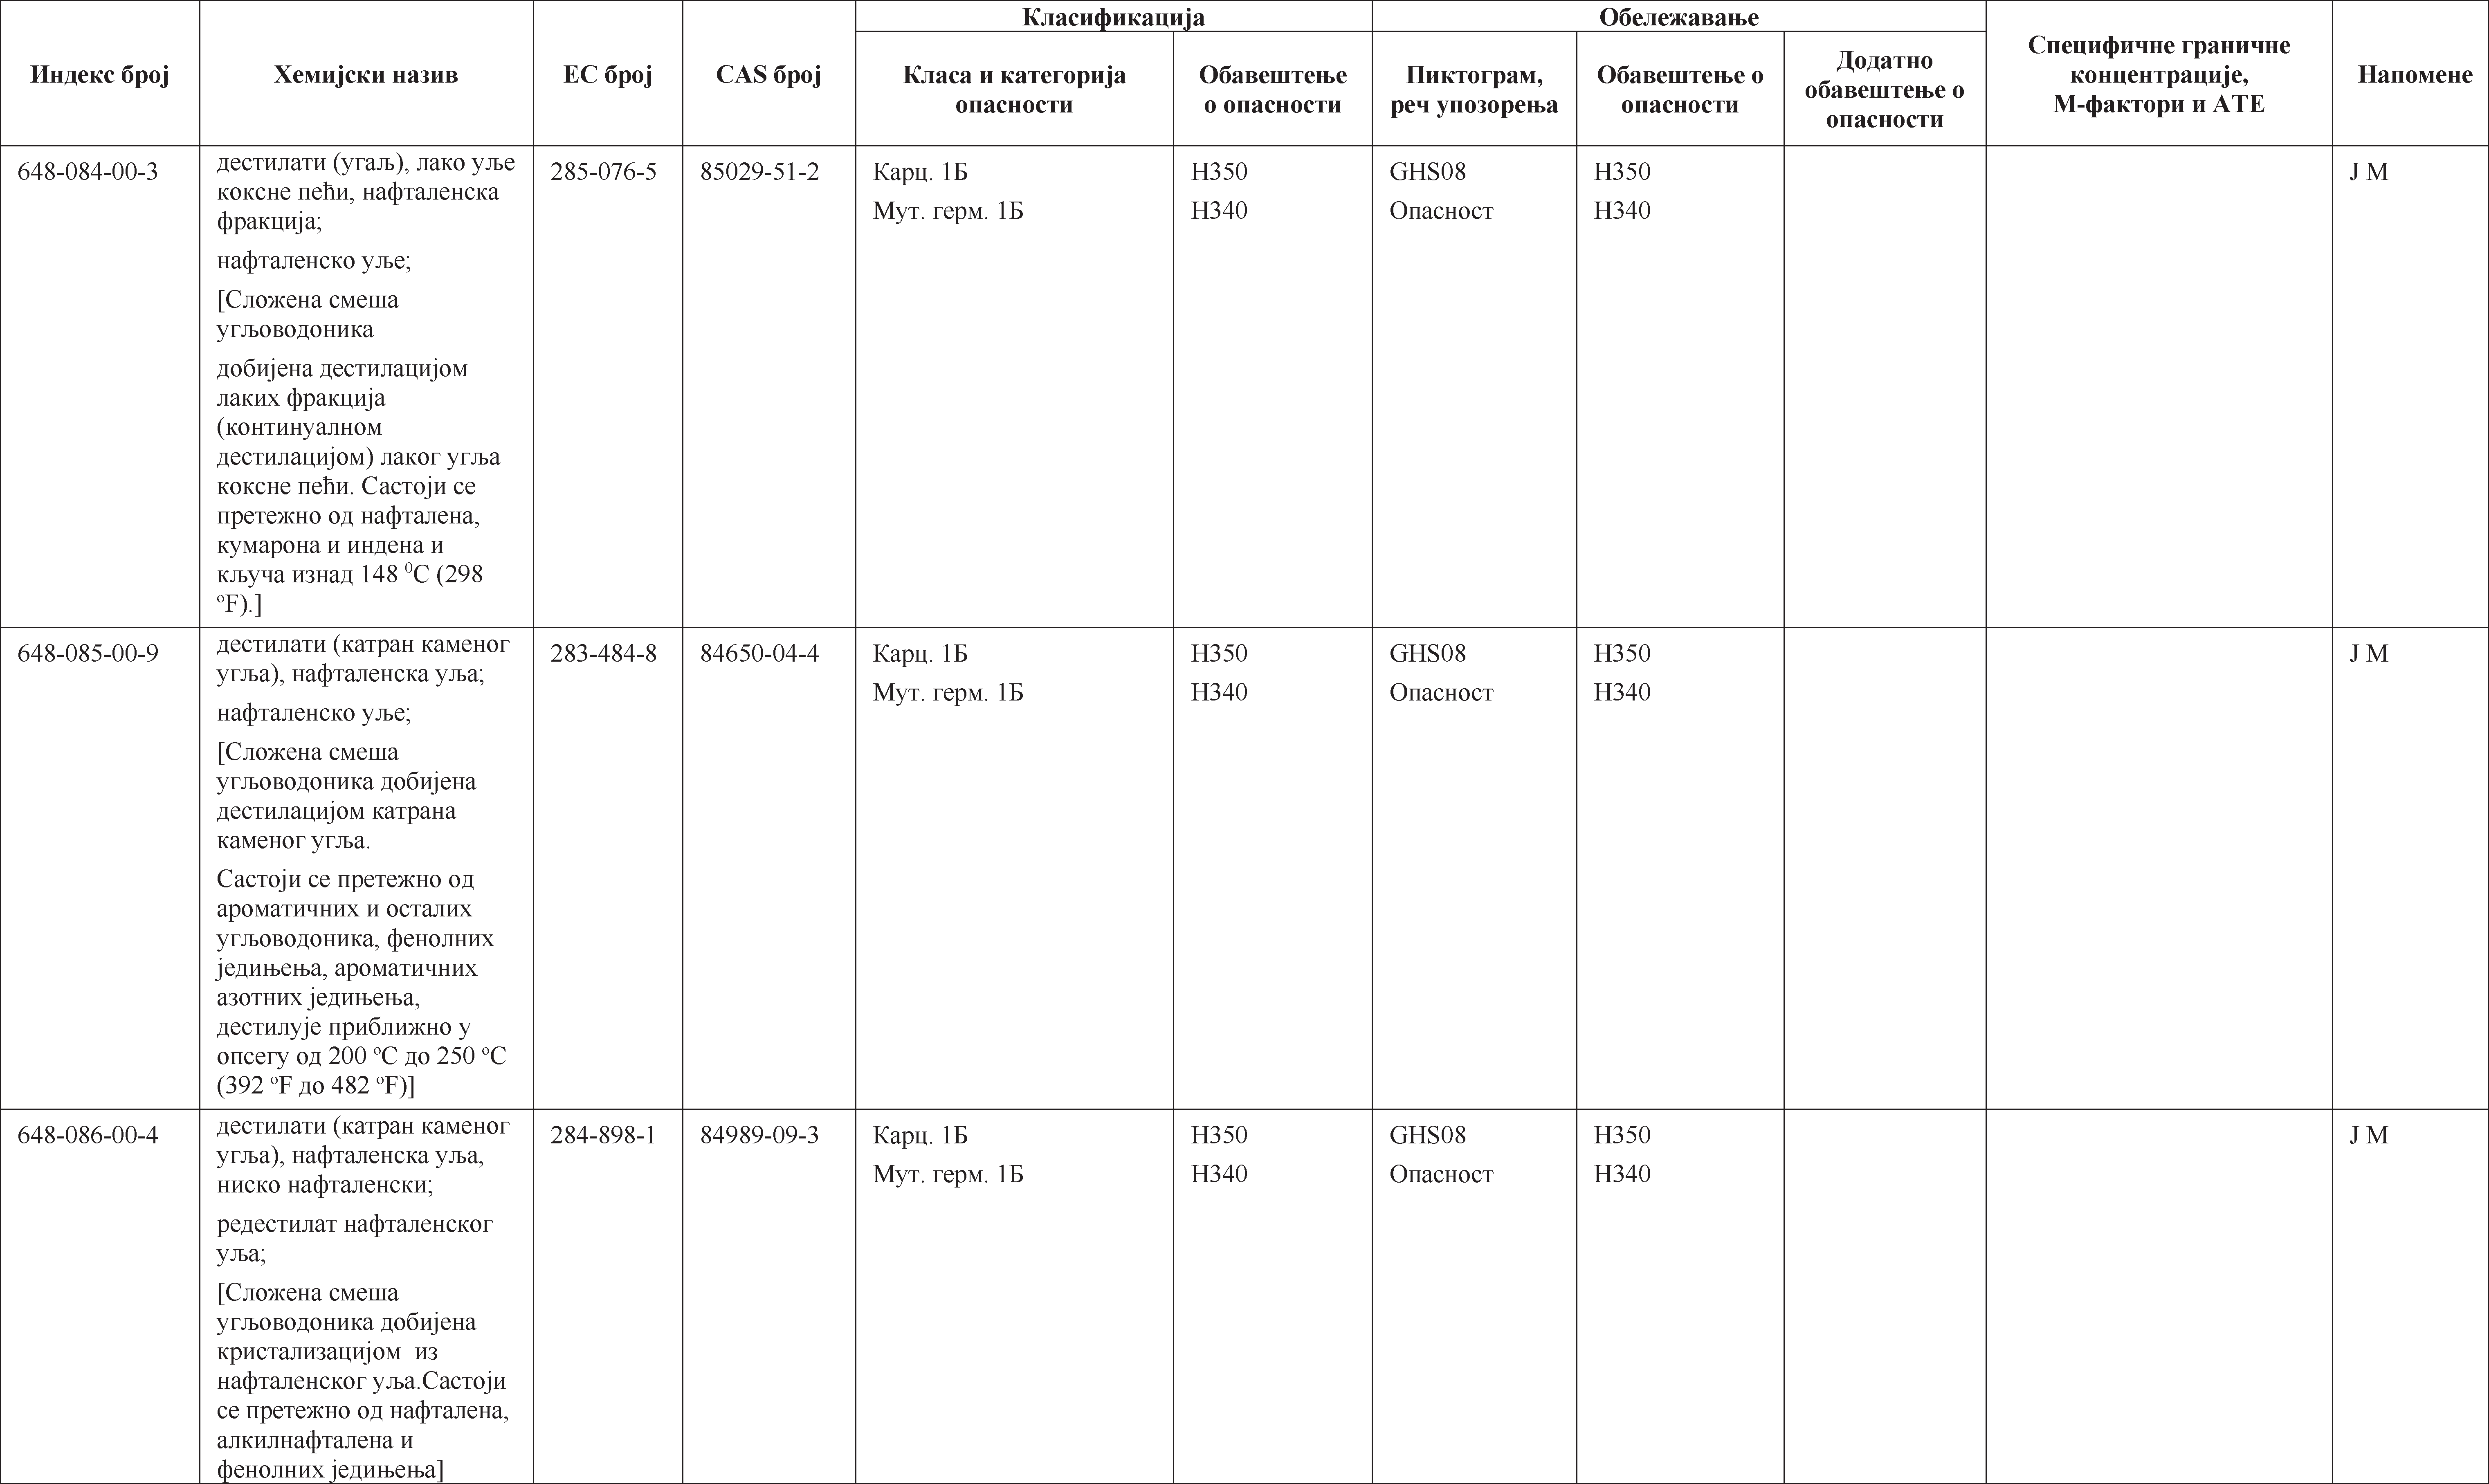 Класификација
Обележавање
Индекс број
Хемијски назив
ЕС број
CAS број
Класа и категорија
опасности
Обавештење
о опасности
Пиктограм,
реч упозорења
Обавештење о
опасности
Додатно
обавештење о
опасности
Специфичне граничне
концентрације,
М-фактори и АТЕ
Напомене
648-084-00-3
дестилати (угаљ), лако уље
коксне пећи, нафталенска
фракција;
нафталенско уље;
[Сложена смеша
угљоводоника
добијена дестилацијом
лаких фракција
(континуалном
дестилацијом) лаког угља
коксне пећи. Састоји се
претежно од нафталена,
кумарона и индена и
кључа изнад 148 ⁰C (298
ºF).]
285-076-5
85029-51-2
Карц. 1Б
Мут. герм. 1Б
H350
H340
GHS08
Опасност
H350
H340
J M
648-085-00-9
дестилати (катран каменог
угља), нафталенска уља;
нафталенско уље;
[Сложена смеша
угљоводоника добијена
дестилацијом катрана
каменог угља.
Састоји се претежно од
ароматичних и осталих
угљоводоника, фенолних
једињења, ароматичних
азотних једињења,
дестилује приближно у
опсегу од 200 ºC до 250 ºC
(392 ºF до 482 ºF)]
283-484-8
84650-04-4
Карц. 1Б
Мут. герм. 1Б
H350
H340
GHS08
Опасност
H350
H340
J M
648-086-00-4
дестилати (катран каменог
угља), нафталенска уља,
ниско нафталенски;
редестилат нафталенског
уља;
[Сложена смеша
угљоводоника добијена
кристализацијом  из
нафталенског уља.Састоји
се претежно од нафталена,
алкилнафталена и
фенолних једињења]
284-898-1
84989-09-3
Карц. 1Б
Мут. герм. 1Б
H350
H340
GHS08
Опасност
H350
H340
J M